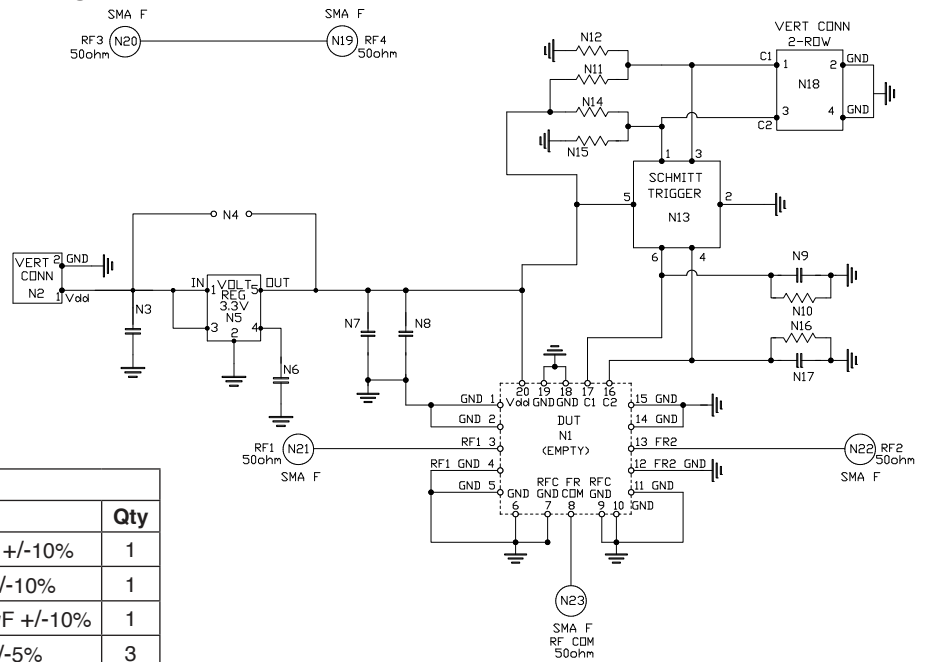 SMA F
SMA F
RF3 N20
50ohm
N19 RF4
50ohm
VERT CONN
2-ROW
N12
N11
N14
N15
C1 1
2 GND
N18
3
C2
4 GND
1
3
SCHMITT
TRIGGER
5
2
N13
6
4
N4
VERT 2 GND
CONN
N2 1 Vdd
N3
IN 1 VOLT 5 OUT
REG
3.3V
N5
3
2
4
N6
N7
N8
N9
N10
N16
N17
20 19 18 17 16
Vdd GND GND C1 C2
GND 1
GND 2
RF1 3
RF1 GND 4
GND 5
DUT
N1
(EMPTY)
15 GND
14 GND
13 FR2
12 FR2 GND
11 GND
RFC FR RFC
GND GND COM GND GND
6 7 8 9 10
RF1 N21
50ohm
SMA F
N22 RF2
50ohm
SMA F
N23
SMA F
RF COM
50ohm
Qty
+/-10% 1
/-10% 1
F +/-10% 1
/-5% 3